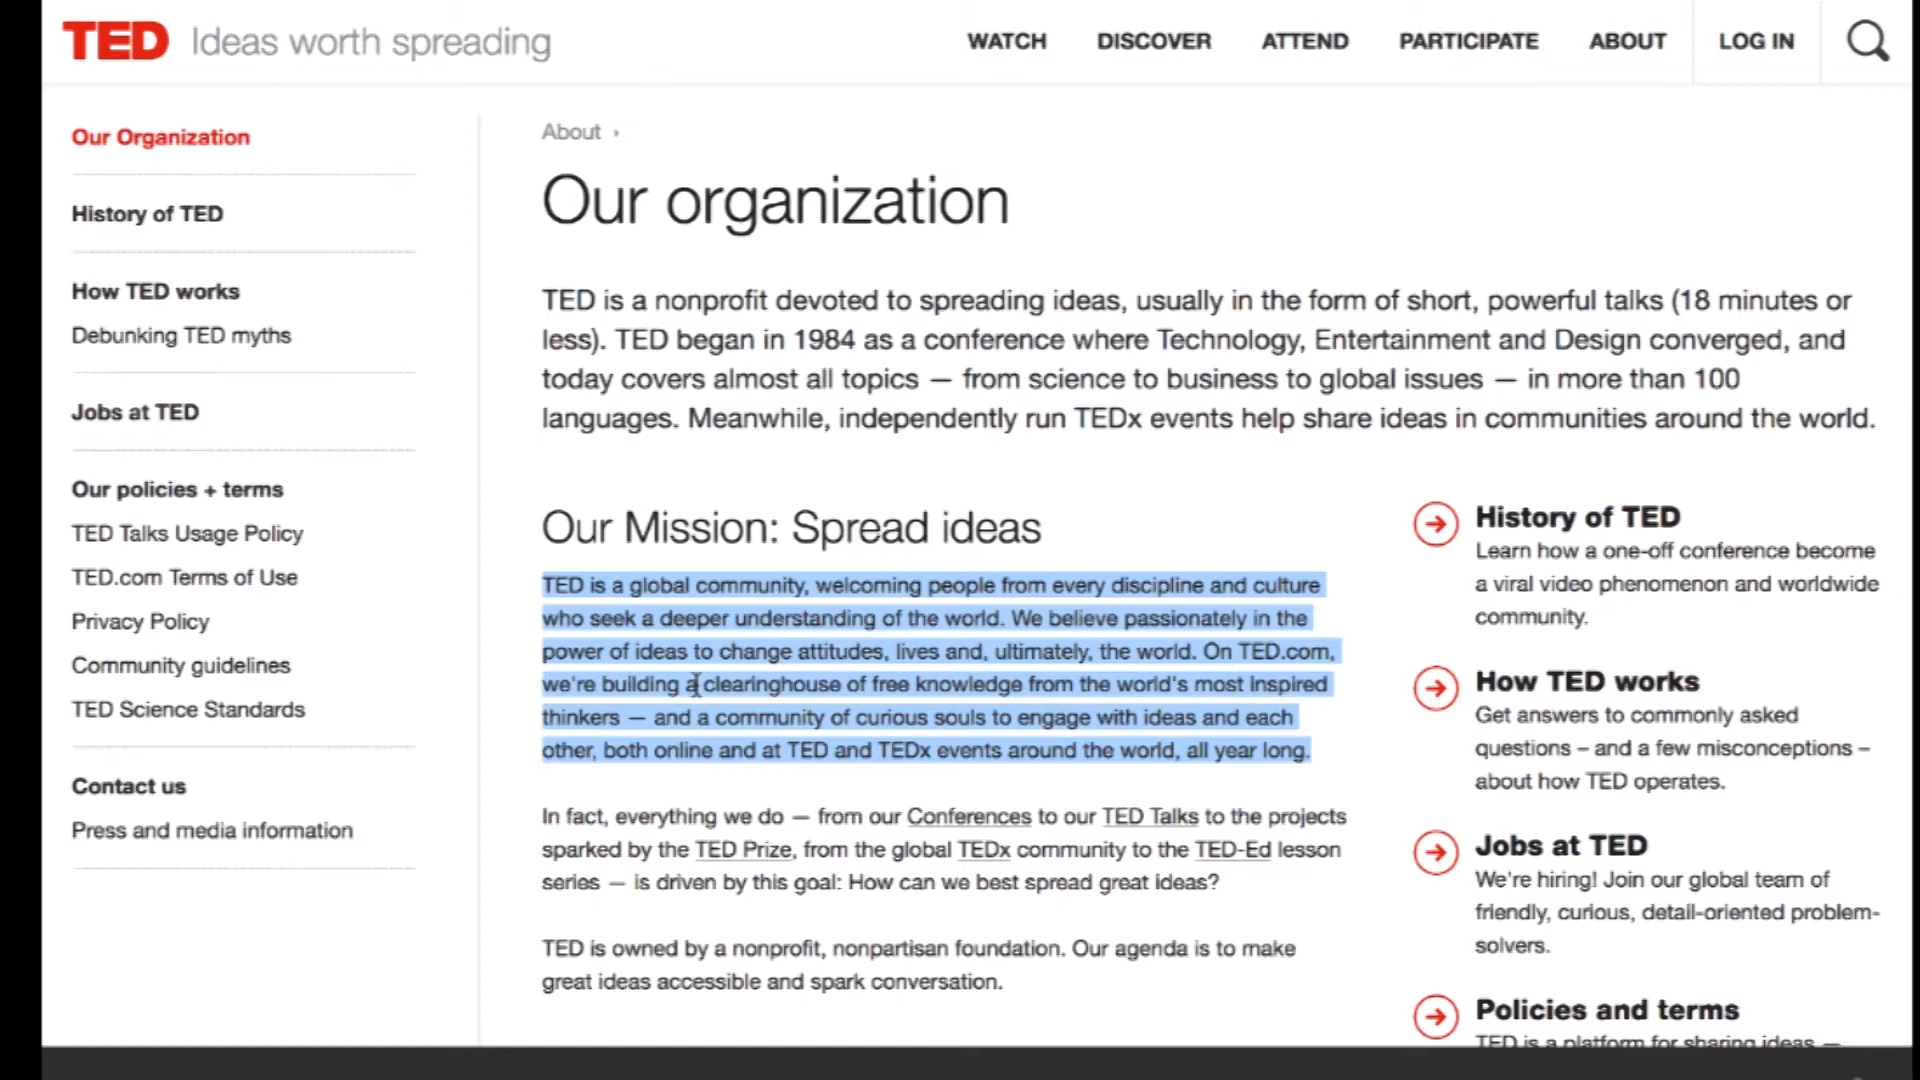 TED Ideas worth spreading
WATCH DISCOVER ATTEND PARTICIPATE ABOUT LOG IN
Our Organization
History of TED
How TED works
Debunking TED myths
Jobs at TED
Our policies + terms
TED Talks Usage Policy
TED.com Terms of Use
Privacy Policy
Community guidelines
TED Science Standards
Contact us
Press and media information
About ›
Our organization
TED is a nonprofit devoted to spreading ideas, usually in the form of short, powerful talks (18 minutes or
less). TED began in 1984 as a conference where Technology, Entertainment and Design converged, and
today covers almost all topics — from science to business to global issues — in more than 100
languages. Meanwhile, independently run TEDx events help share ideas in communities around the world.
Our Mission: Spread ideas
TED is a global community, welcoming people from every discipline and culture
who seek a deeper understanding of the world. We believe passionately in the
power of ideas to change attitudes, lives and, ultimately, the world. On TED.com,
we're building a clearinghouse of free knowledge from the world's most inspired
thinkers — and a community of curious souls to engage with ideas and each
other, both online and at TED and TEDx events around the world, all year long.
In fact, everything we do — from our Conferences to our TED Talks to the projects
sparked by the TED Prize, from the global TEDx community to the TED-Ed lesson
series — is driven by this goal: How can we best spread great ideas?
TED is owned by a nonprofit, nonpartisan foundation. Our agenda is to make
great ideas accessible and spark conversation.
History of TED
Learn how a one-off conference become
a viral video phenomenon and worldwide
community.
How TED works
Get answers to commonly asked
questions – and a few misconceptions –
about how TED operates.
Jobs at TED
We're hiring! Join our global team of
friendly, curious, detail-oriented problem-
solvers.
Policies and terms
TED is a platform for sharing ideas —